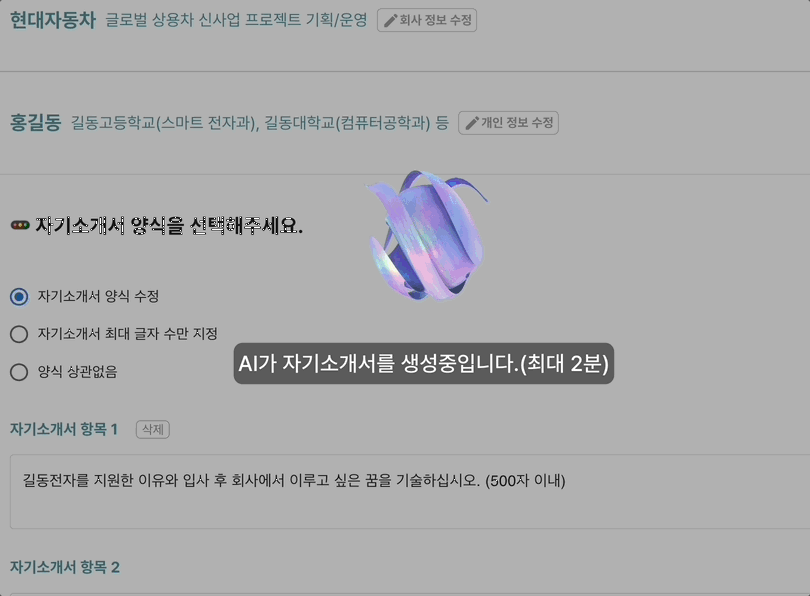 현대자동차 글로벌 상용차 신사업 프로젝트 기획/운영 회사 정보 수정
홍길동 길동고등학교(스마트 전자과), 길동대학교(컴퓨터공학과) 등 개인 정보 수정
자기소개서 양식을 선택해주세요.
자기소개서 양식 수정
자기소개서 최대 글자 수만 지정
양식 상관없음
AI가 자기소개서를 생성중입니다.(최대 2분)
자기소개서 항목 1 삭제
길동전자를 지원한 이유와 입사 후 회사에서 이루고 싶은 꿈을 기술하십시오. (500자 이내)
자기소개서 항목 2